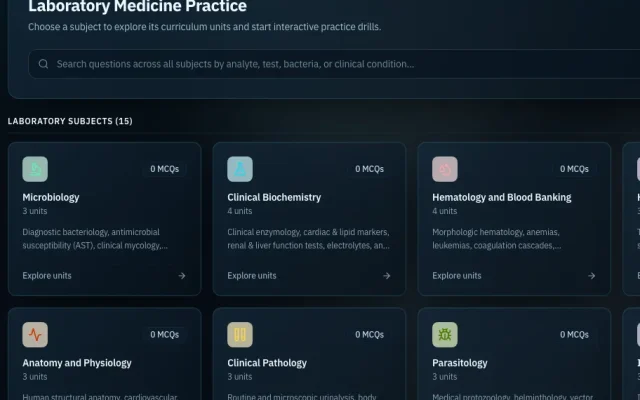 Laboratory Medicine Practice
Choose a subject to explore its curriculum units and start interactive practice drills.
Search questions across all subjects by analyte, test, bacteria, or clinical condition...
LABORATORY SUBJECTS (15)
0 MCQs
Microbiology
3 units
Diagnostic bacteriology, antimicrobial
susceptibility (AST), clinical mycology,...
Explore units
0 MCQs
Clinical Biochemistry
4 units
Clinical enzymology, cardiac & lipid markers,
renal & liver function tests, electrolytes, an...
Explore units
0 MCQs
Hematology and Blood Banking
4 units
Morphologic hematology, anemias,
leukemias, coagulation cascades,...
Explore units
0 MCQs
Anatomy and Physiology
3 units
Human structural anatomy, cardiovascular
0 MCQs
Clinical Pathology
3 units
Routine and microscopic urinalysis, body
0 MCQs
Parasitology
3 units
Medical protozoology, helminthology, vector